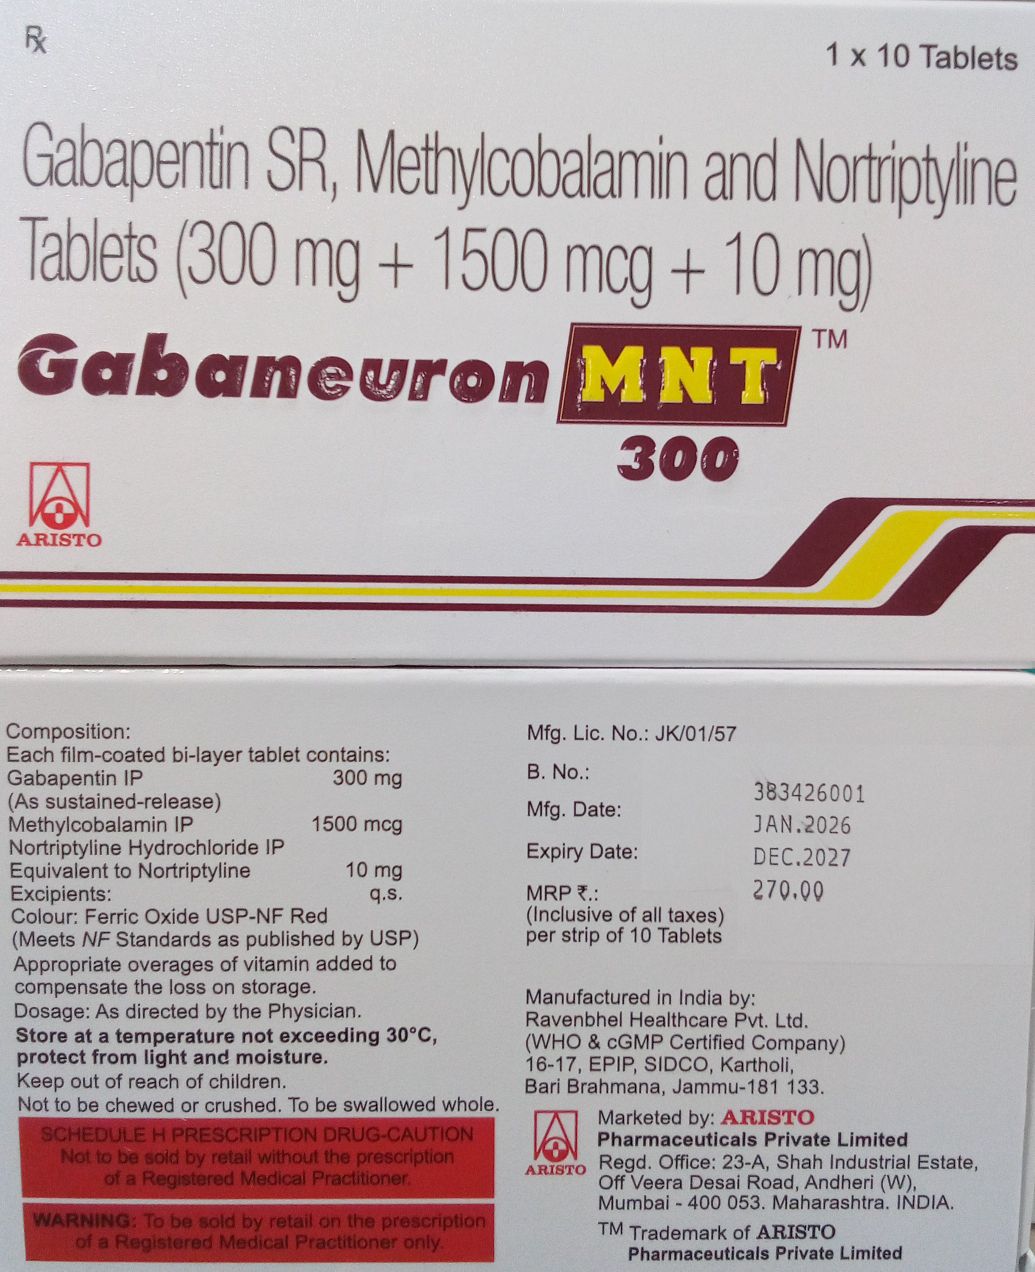 Rx
1 x 10 Tablets
Gabapentin SR, Methylcobalamin and Nortriptyline
Tablets (300 mg + 1500 mcg + 10 mg)
Gabaneuron MNT TM
300
ARISTO
Composition:
Each film-coated bi-layer tablet contains:
Gabapentin IP 300 mg
(As sustained-release)
Methylcobalamin IP 1500 mcg
Nortriptyline Hydrochloride IP
Equivalent to Nortriptyline 10 mg
Excipients: q.s.
Colour: Ferric Oxide USP-NF Red
(Meets NF Standards as published by USP)
Appropriate overages of vitamin added to
compensate the loss on storage.
Dosage: As directed by the Physician.
Store at a temperature not exceeding 30°C,
protect from light and moisture.
Keep out of reach of children.
Not to be chewed or crushed. To be swallowed whole.
SCHEDULE H PRESCRIPTION DRUG-CAUTION
Not to be sold by retail without the prescription
of a Registered Medical Practitioner.
WARNING: To be sold by retail on the prescription
of a Registered Medical Practitioner only.
Mfg. Lic. No.: JK/01/57
B. No.: 383426001
Mfg. Date: JAN.2026
Expiry Date: DEC.2027
MRP ₹.: 270.00
(Inclusive of all taxes)
per strip of 10 Tablets
Manufactured in India by:
Ravenbhel Healthcare Pvt. Ltd.
(WHO & cGMP Certified Company)
16-17, EPIP, SIDCO, Kartholi,
Bari Brahmana, Jammu-181 133.
ARISTO
Marketed by: ARISTO
Pharmaceuticals Private Limited
Regd. Office: 23-A, Shah Industrial Estate,
Off Veera Desai Road, Andheri (W),
Mumbai - 400 053. Maharashtra. INDIA.
TM Trademark of ARISTO
Pharmaceuticals Private Limited